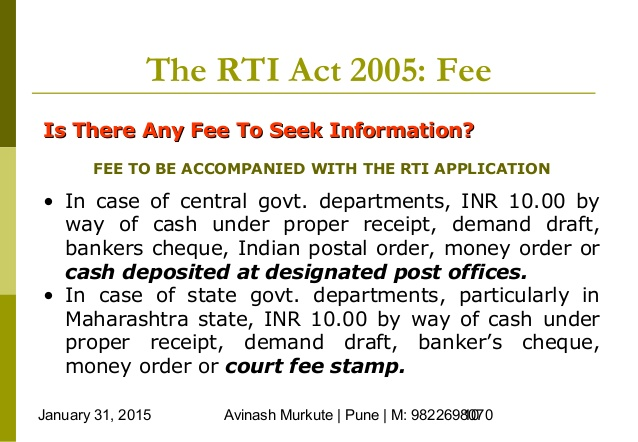 The RTI Act 2005: Fee
Is There Any Fee To Seek Information?
FEE TO BE ACCOMPANIED WITH THE RTI APPLICATION
• In case of central govt. departments, INR 10.00 by
way of cash under proper receipt, demand draft,
bankers cheque, Indian postal order, money order or
cash deposited at designated post offices.
• In case of state govt. departments, particularly in
Maharashtra state, INR 10.00 by way of cash under
proper receipt, demand draft, banker’s cheque,
money order or court fee stamp.
January 31, 2015 Avinash Murkute | Pune | M: